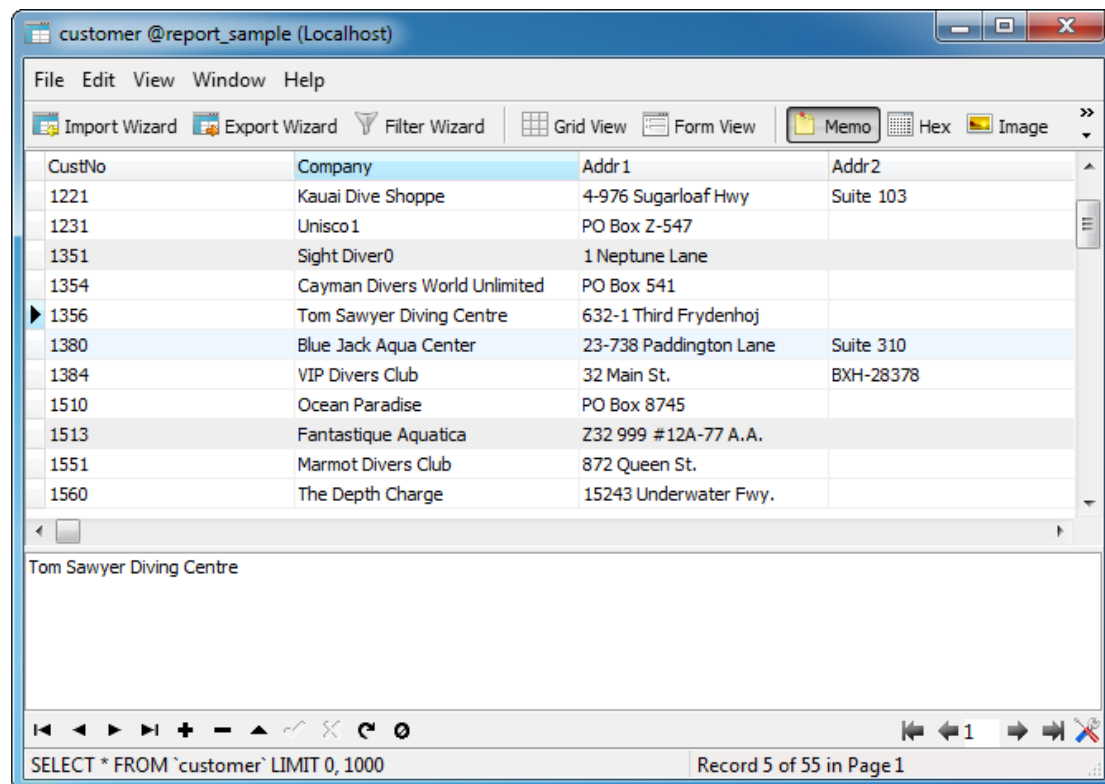 customer @report_sample (Localhost)
File Edit View Window Help
Import Wizard Export Wizard Filter Wizard Grid View Form View Memo Hex Image »
CustNo Company Addr1 Addr2
1221 Kauai Dive Shoppe 4-976 Sugarloaf Hwy Suite 103
1231 Unisco1 PO Box Z-547
1351 Sight Diver0 1 Neptune Lane
1354 Cayman Divers World Unlimited PO Box 541
1356 Tom Sawyer Diving Centre 632-1 Third Frydenhoj
1380 Blue Jack Aqua Center 23-738 Paddington Lane Suite 310
1384 VIP Divers Club 32 Main St. BXH-28378
1510 Ocean Paradise PO Box 8745
1513 Fantastique Aquatica Z32 999 #12A-77 A.A.
1551 Marmot Divers Club 872 Queen St.
1560 The Depth Charge 15243 Underwater Fwy.
Tom Sawyer Diving Centre
1
SELECT * FROM `customer` LIMIT 0, 1000 Record 5 of 55 in Page 1